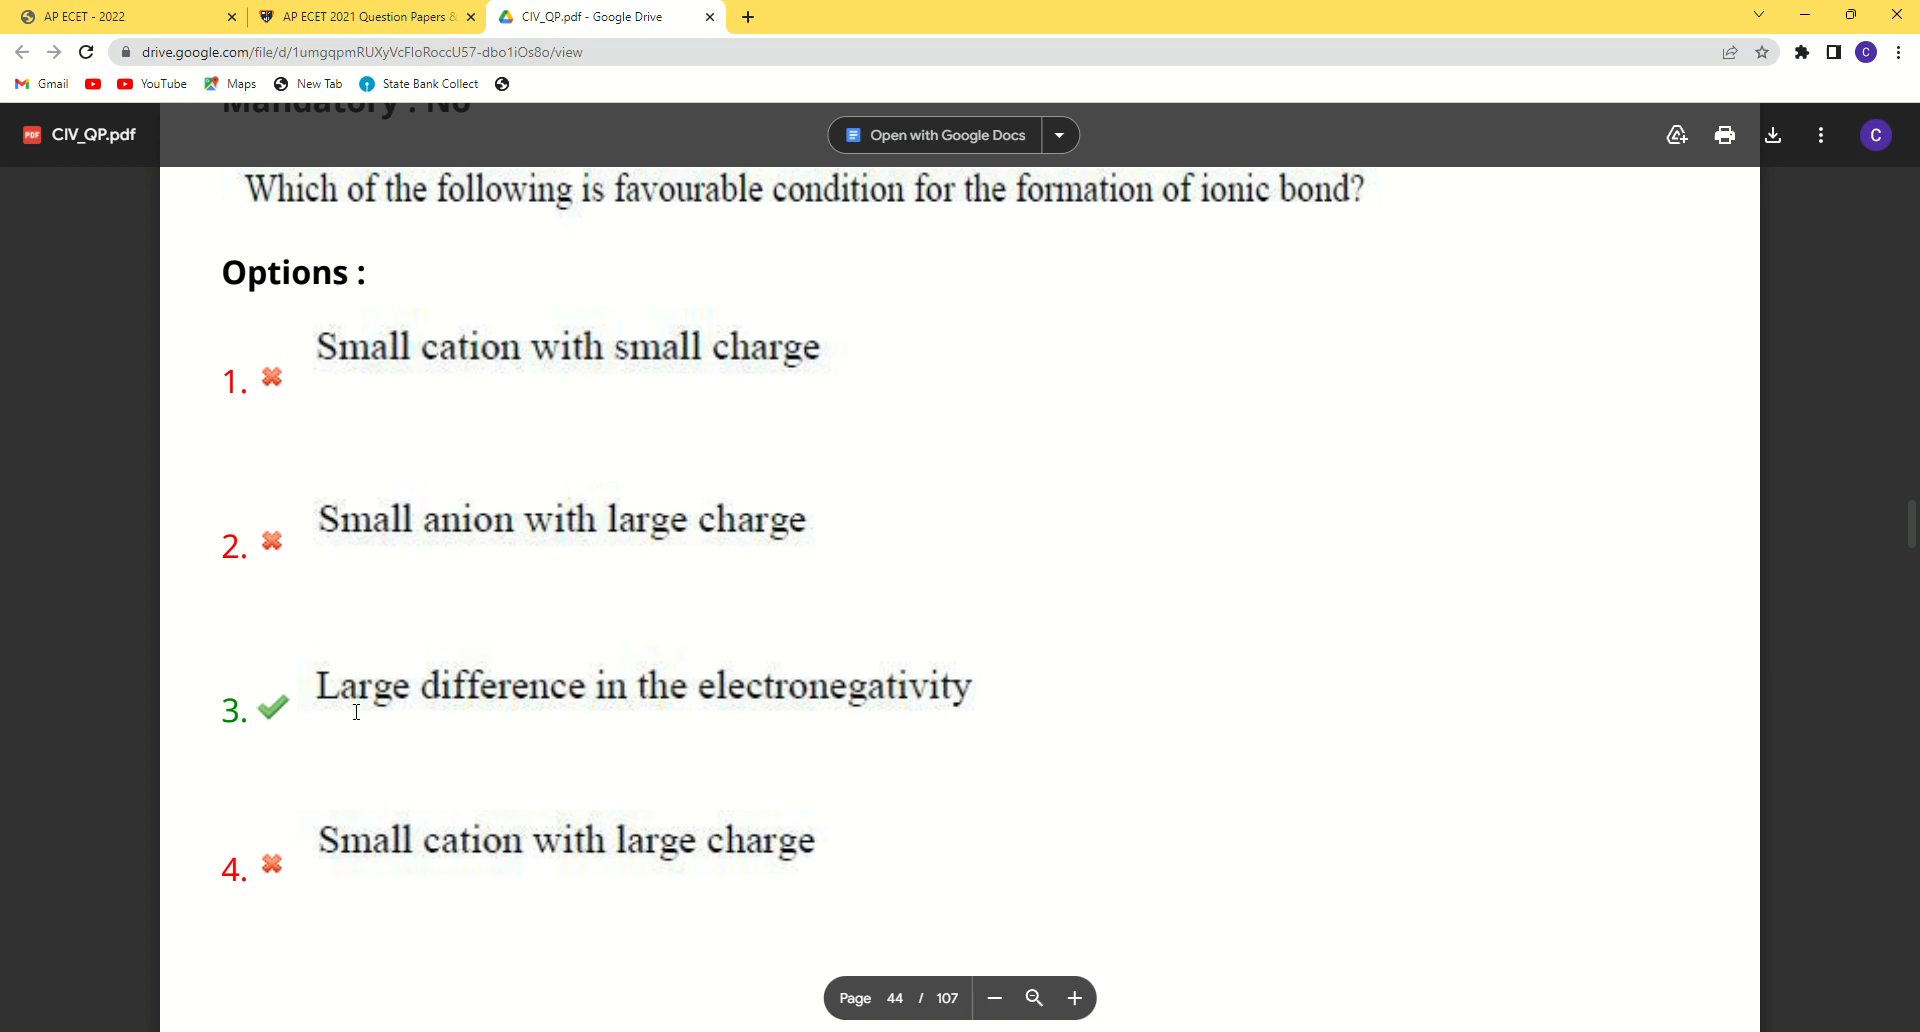 AP ECET - 2022
AP ECET 2021 Question Papers &
CIV_QP.pdf - Google Drive
drive.google.com/file/d/1umgqpmRUXyVcFloRoccU57-dbo1iOs8o/view
C
Gmail
YouTube
Maps
New Tab
State Bank Collect
Mandatory : No
PDF
CIV_QP.pdf
Open with Google Docs
C
Which of the following is favourable condition for the formation of ionic bond?
Options :
Small cation with small charge
1.
Small anion with large charge
2.
Large difference in the electronegativity
3.
Small cation with large charge
4.
Page 44 / 107